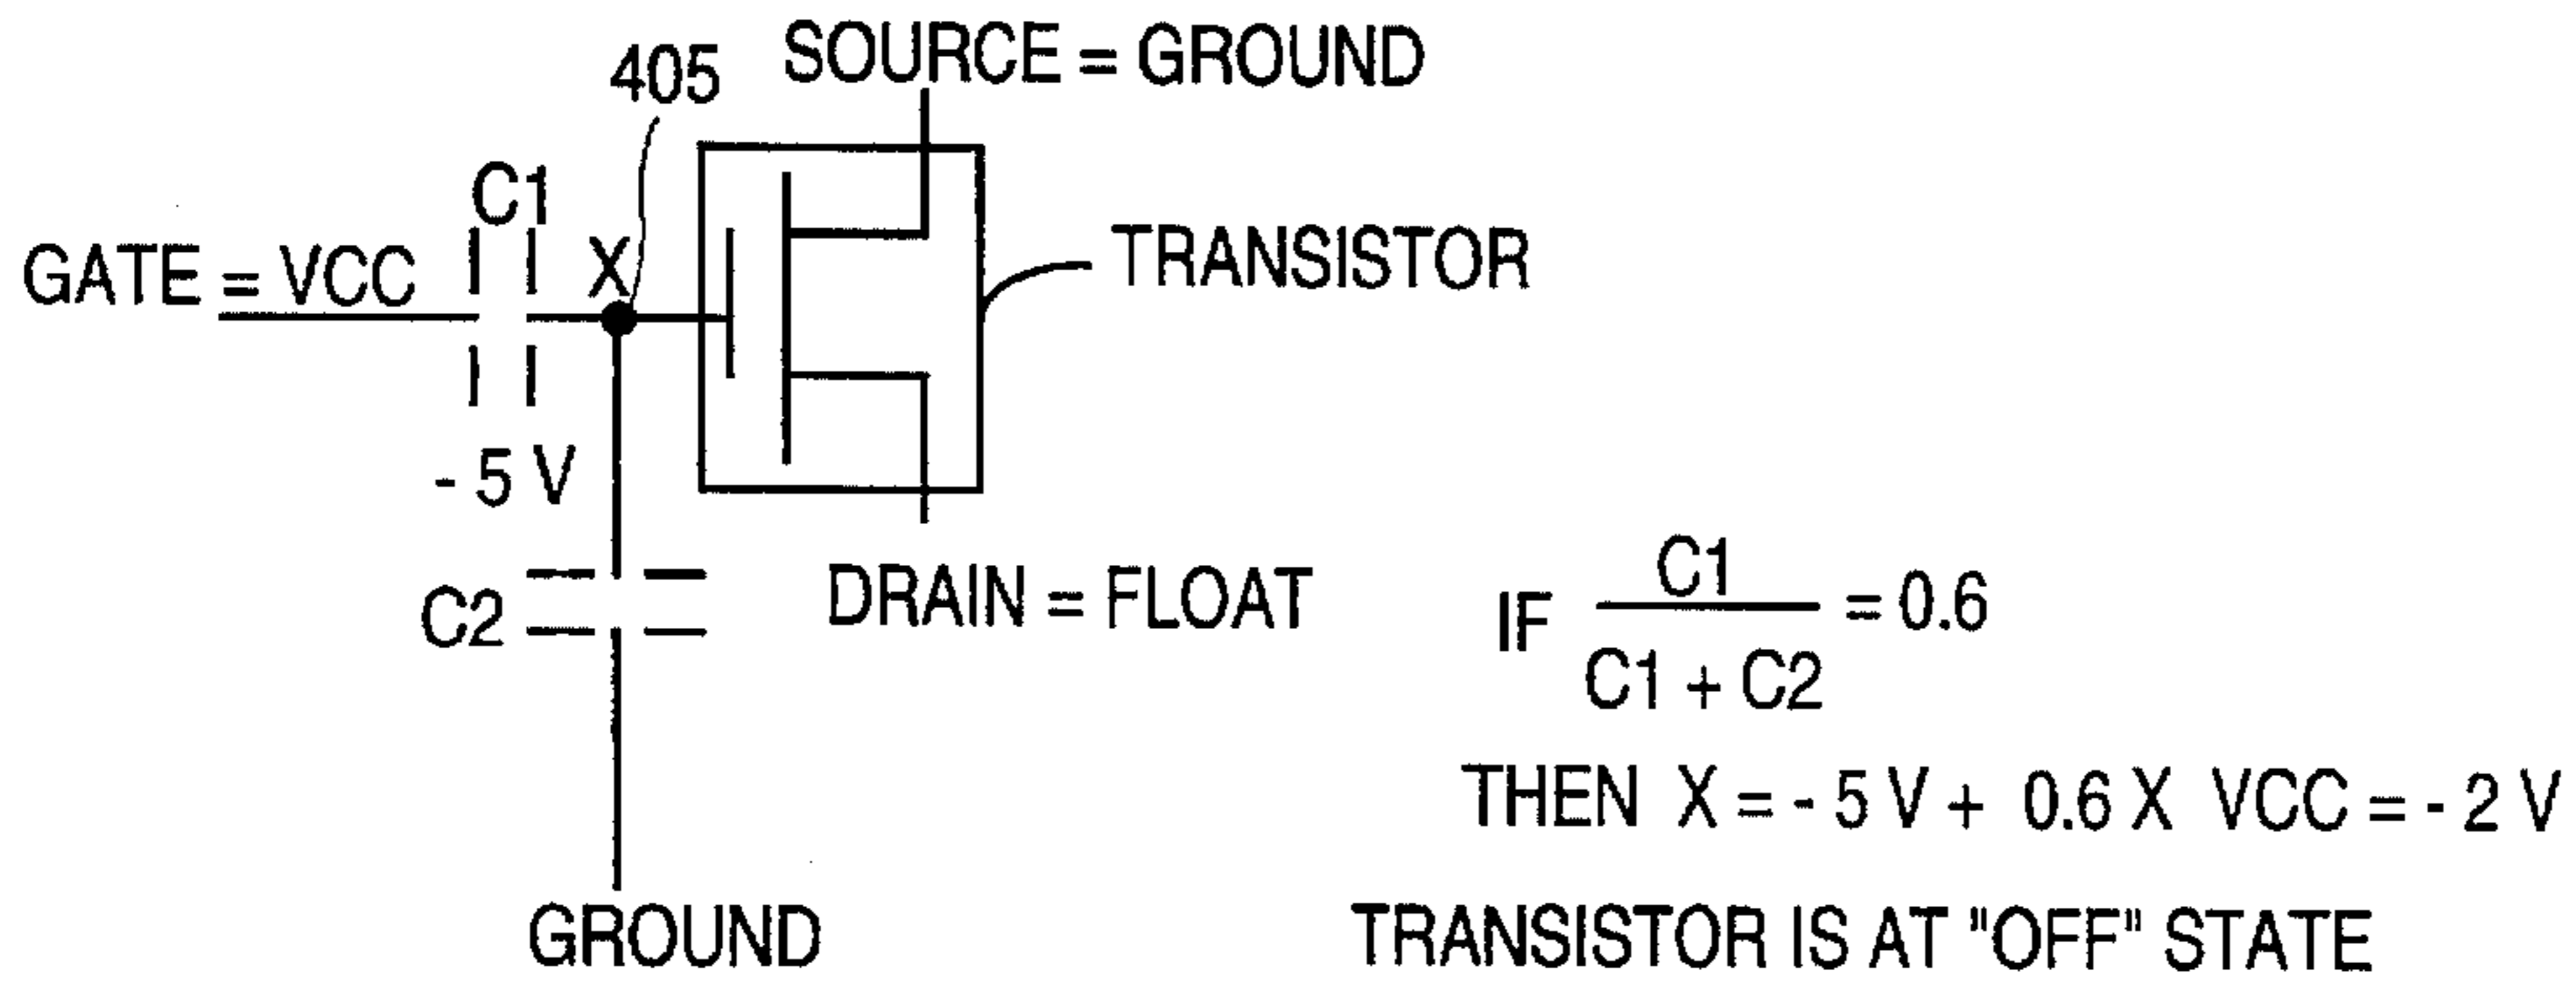 405
SOURCE = GROUND
C1
GATE = VCC
X
TRANSISTOR
- 5 V
C2
DRAIN = FLOAT
IF C1 / C1 + C2 = 0.6
THEN X = - 5 V + 0.6 X VCC = - 2 V
GROUND
TRANSISTOR IS AT "OFF" STATE